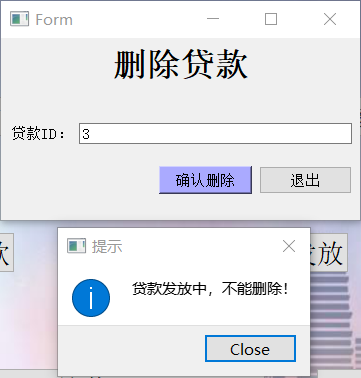 Form
删除贷款
贷款ID： 3
确认删除 退出
款
发放
提示
贷款发放中，不能删除！
Close